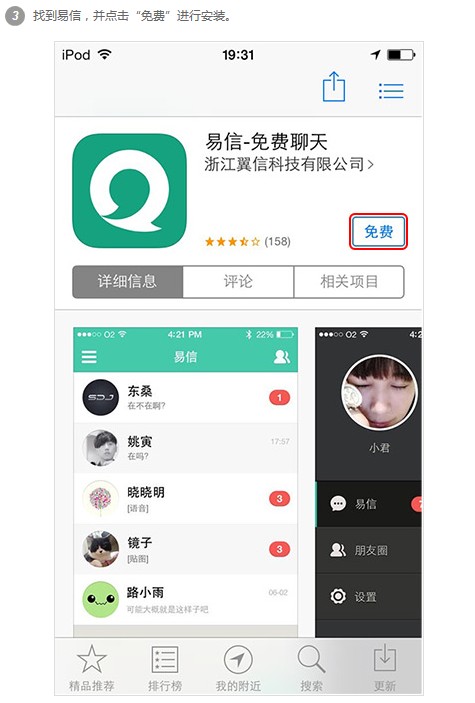 3 找到易信，并点击“免费”进行安装。
iPod 19:31
易信-免费聊天
浙江翼信科技有限公司>
(158)
免费
详细信息 评论 相关项目
O2 4:21 PM 22%
易信
东桑
在不在啊?
1
SDJ
姚寅
在吗?
17:57
晓晓明
[语音]
3
镜子
[贴图]
3
路小雨
可能大概就是这样子吧
06-02
O2 4:2
小君
易信
朋友圈
设置
精品推荐 排行榜 我的附近 搜索 更新